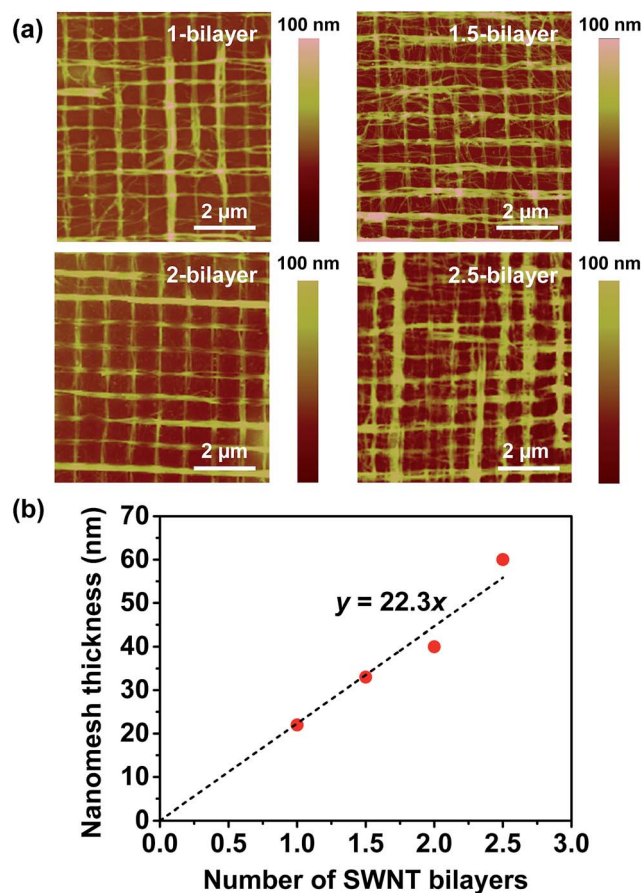 (a)
1-bilayer
100 nm
1.5-bilayer
100 nm
2 µm
2 µm
2-bilayer
100 nm
2.5-bilayer
100 nm
2 µm
2 µm
(b)
70
60
50
40
30
20
10
0
Nanomesh thickness (nm)
y = 22.3x
0.0 0.5 1.0 1.5 2.0 2.5 3.0
Number of SWNT bilayers